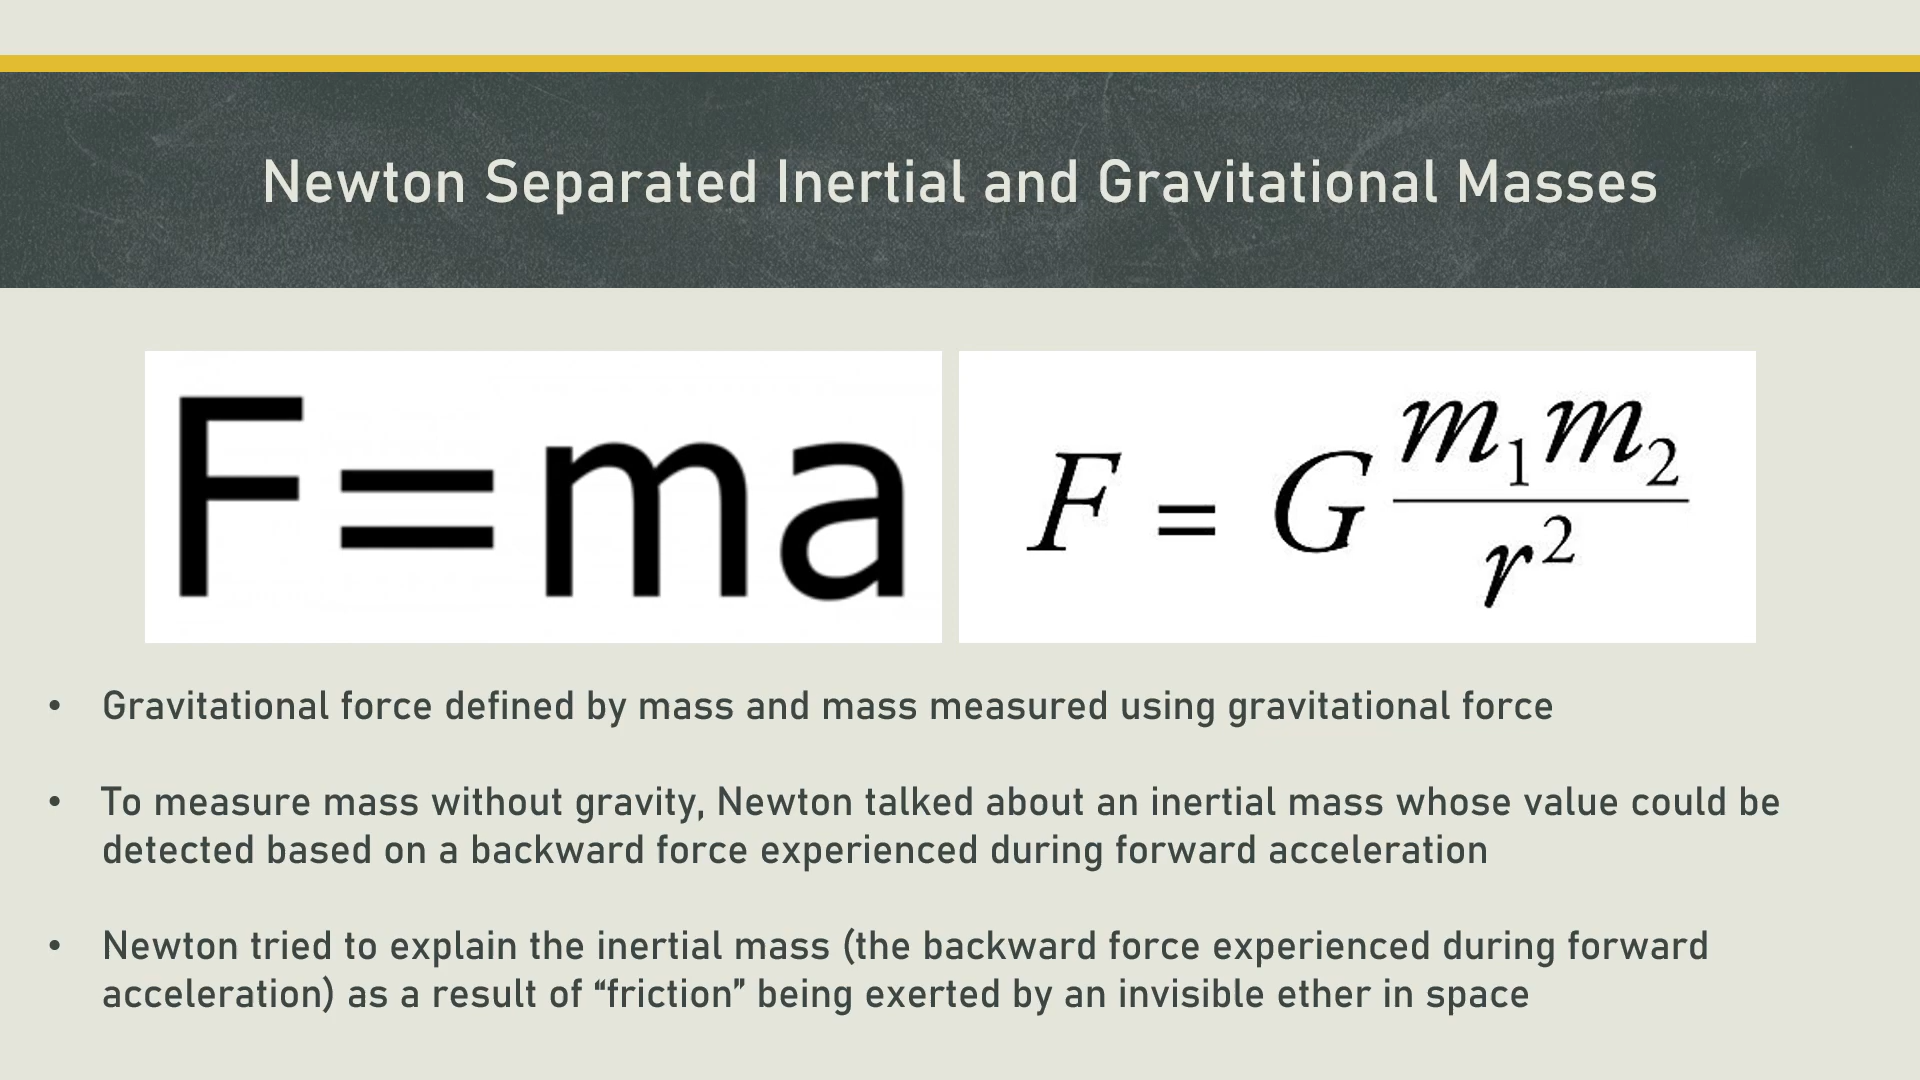 Newton Separated Inertial and Gravitational Masses
F=ma
F = G m₁m₂ / r²
• Gravitational force defined by mass and mass measured using gravitational force
• To measure mass without gravity, Newton talked about an inertial mass whose value could be
detected based on a backward force experienced during forward acceleration
• Newton tried to explain the inertial mass (the backward force experienced during forward
acceleration) as a result of “friction” being exerted by an invisible ether in space